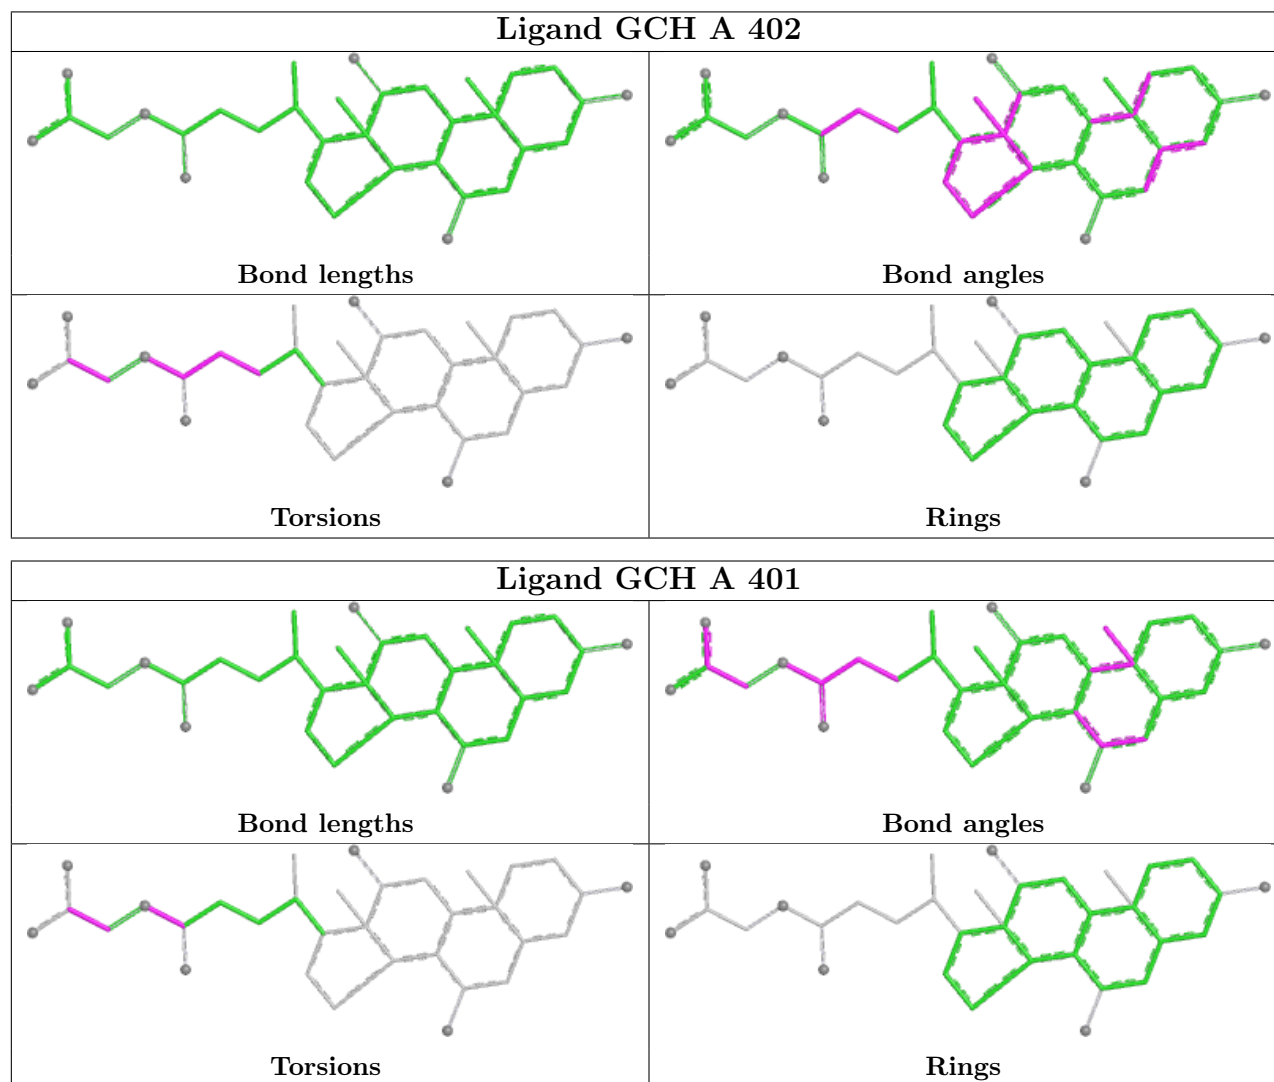 Ligand GCH A 402
Bond lengths
Bond angles
Torsions
Rings
Ligand GCH A 401
Bond lengths
Bond angles
Torsions
Rings